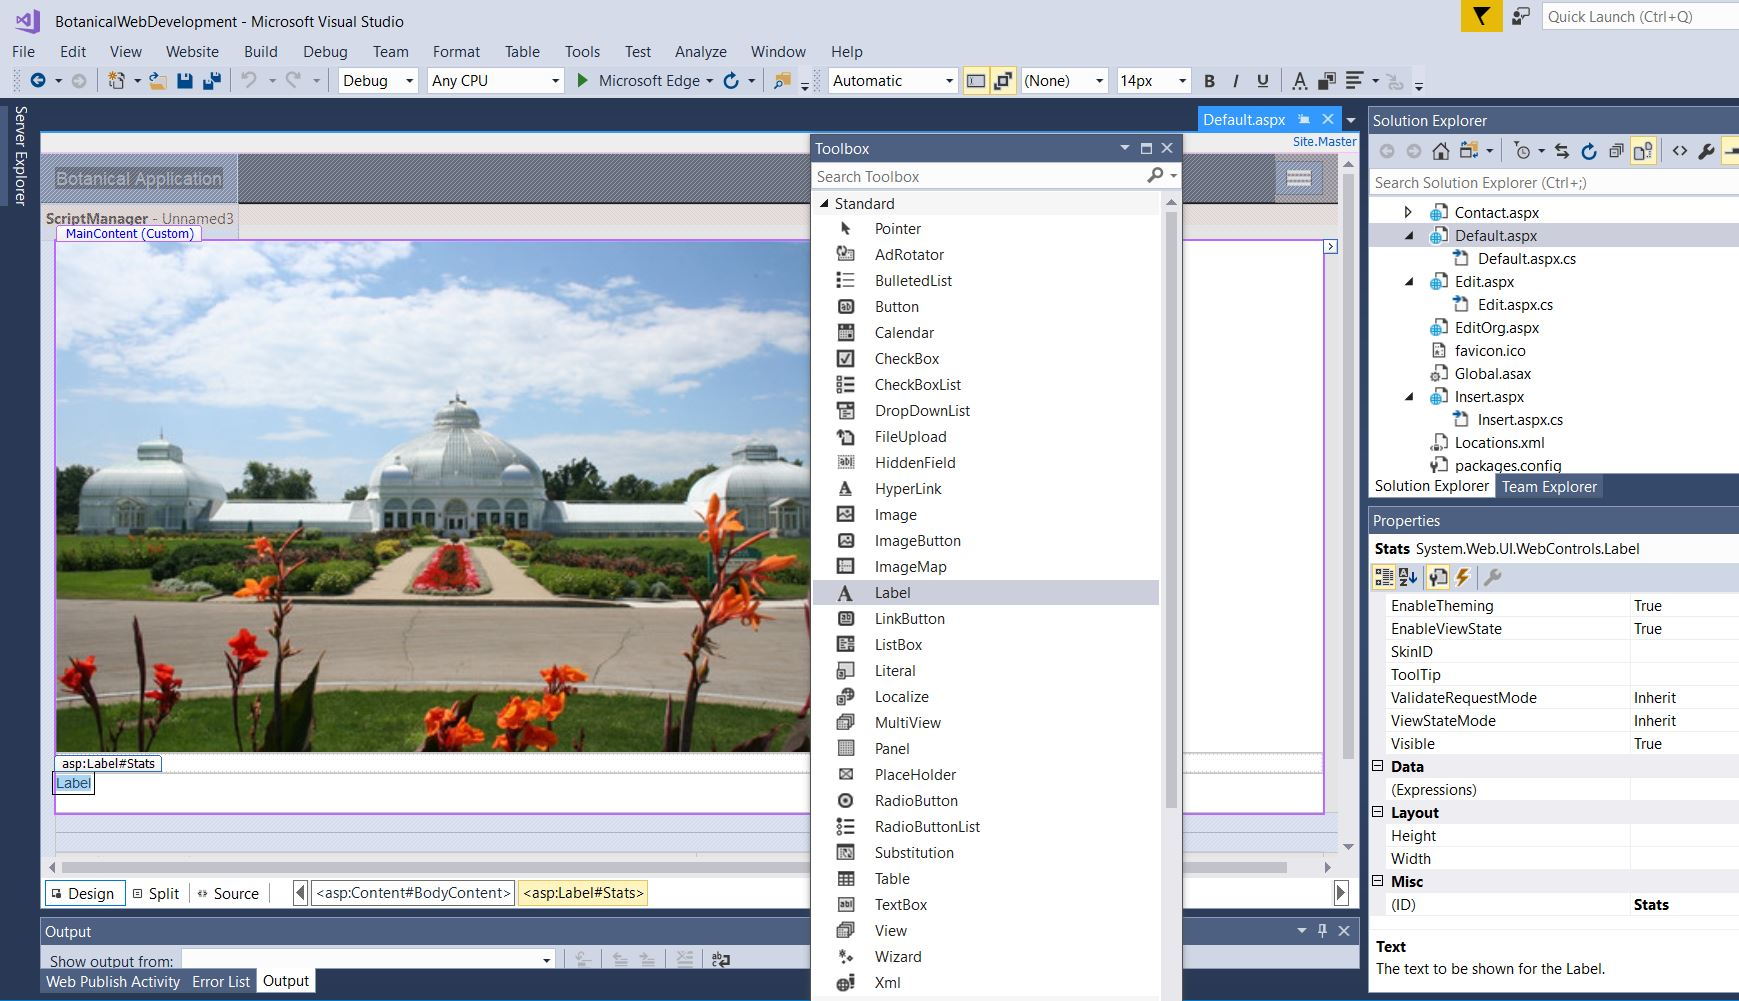 BotanicalWebDevelopment - Microsoft Visual Studio
Quick Launch (Ctrl+Q)
File Edit View Website Build Debug Team Format Table Tools Test Analyze Window Help
Debug Any CPU Microsoft Edge Automatic (None) 14px B I U
Server Explorer
Default.aspx
Site.Master
Botanical Application
ScriptManager - Unnamed3
MainContent (Custom)
asp:Label#Stats
Label
Design Split Source <asp:Content#BodyContent> <asp:Label#Stats>
Output
Show output from:
Web Publish Activity Error List Output
Toolbox
Search Toolbox
Standard
Pointer
AdRotator
BulletedList
Button
Calendar
CheckBox
CheckBoxList
DropDownList
FileUpload
HiddenField
HyperLink
Image
ImageButton
ImageMap
Label
LinkButton
ListBox
Literal
Localize
MultiView
Panel
PlaceHolder
RadioButton
RadioButtonList
Substitution
Table
TextBox
View
Wizard
Xml
Solution Explorer
Search Solution Explorer (Ctrl+;)
Contact.aspx
Default.aspx
Default.aspx.cs
Edit.aspx
Edit.aspx.cs
EditOrg.aspx
favicon.ico
Global.asax
Insert.aspx
Insert.aspx.cs
Locations.xml
packages.config
Solution Explorer Team Explorer
Properties
Stats System.Web.UI.WebControls.Label
EnableTheming True
EnableViewState True
SkinID
ToolTip
ValidateRequestMode Inherit
ViewStateMode Inherit
Visible True
Data
(Expressions)
Layout
Height
Width
Misc
(ID) Stats
Text
The text to be shown for the Label.